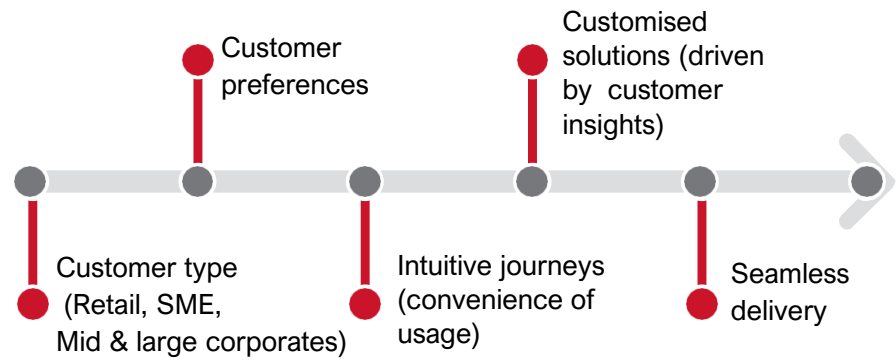 Customer
preferences
Customised
solutions (driven
by customer
insights)
Customer type
(Retail, SME,
Mid & large corporates)
Intuitive journeys
(convenience of
usage)
Seamless
delivery